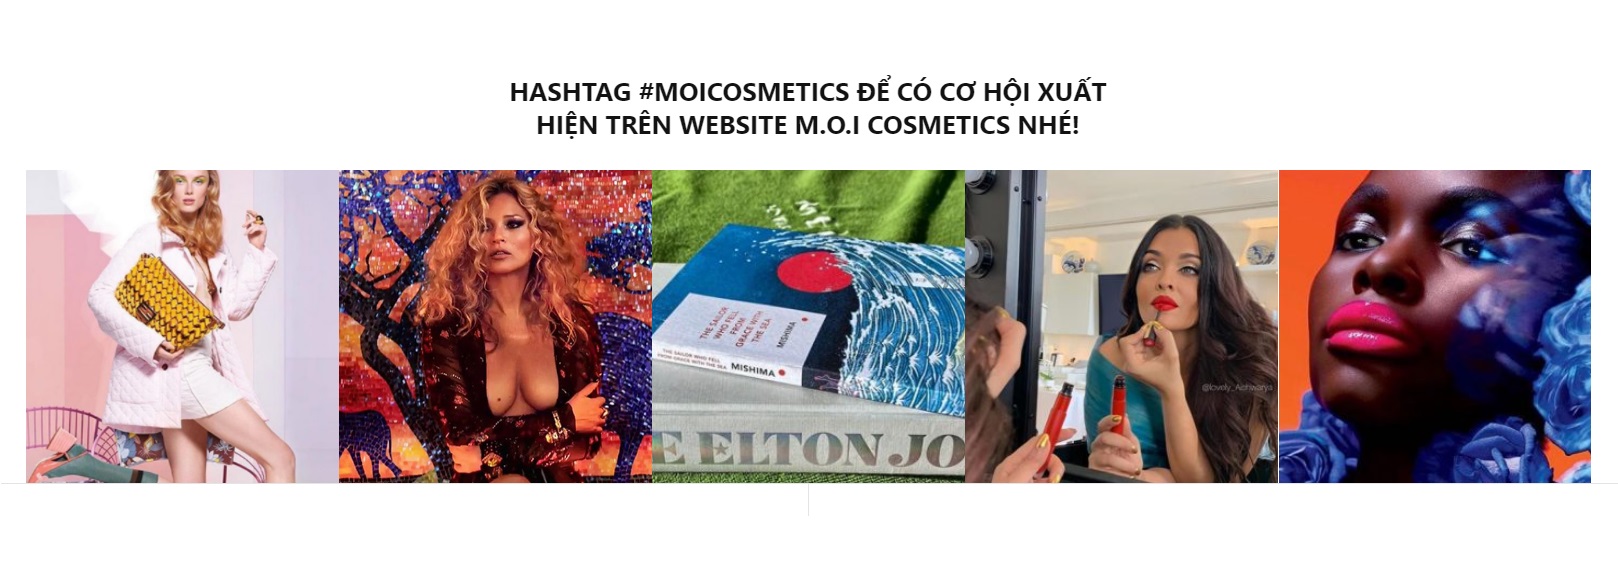 HASHTAG #MOICOSMETICS ĐỂ CÓ CƠ HỘI XUẤT
HIỆN TRÊN WEBSITE M.O.I COSMETICS NHÉ!
THE SAILOR
WHO FELL
FROM
GRACE WITH
THE SEA
MISHIMA
THE SAILOR WHO FELL
FROM GRACE WITH THE SEA
MISHIMA
E ELTON JO